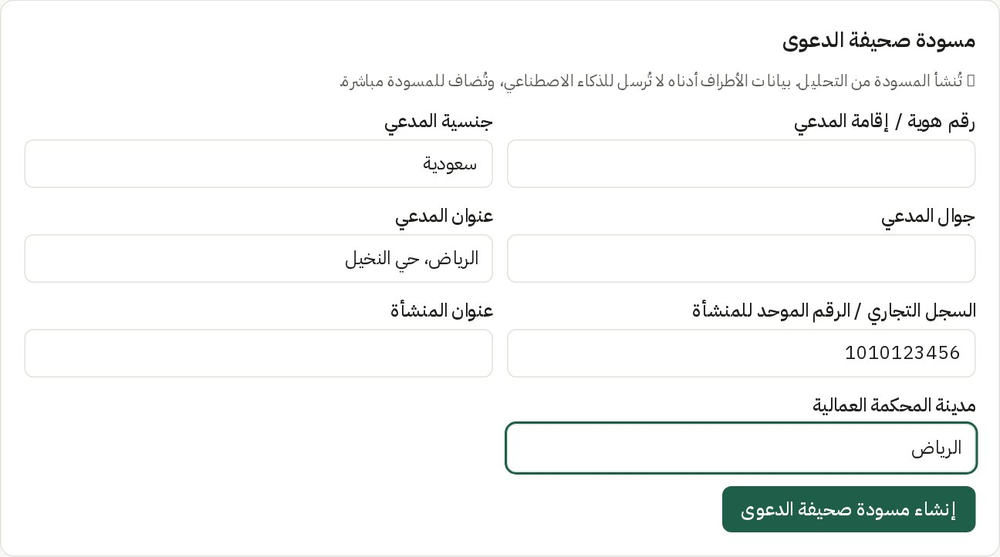 مسودة صحيفة الدعوى
تُنشأ المسودة من التحليل. بيانات الأطراف أدناه لا تُرسل للذكاء الاصطناعي، وتُضاف للمسودة مباشرة.
رقم هوية / إقامة المدعي
جنسية المدعي
سعودية
جوال المدعي
عنوان المدعي
الرياض، حي النخيل
السجل التجاري / الرقم الموحد للمنشأة
عنوان المنشأة
1010123456
مدينة المحكمة العمالية
الرياض
إنشاء مسودة صحيفة الدعوى